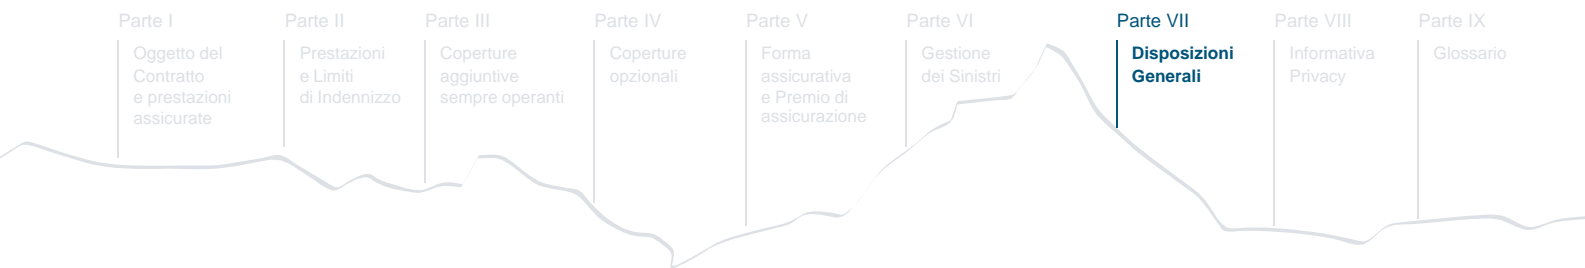 Parte I
Oggetto del
Contratto
e prestazioni
assicurate
Parte II
Prestazioni
e Limiti
di Indennizzo
Parte III
Coperture
aggiuntive
sempre operanti
Parte IV
Coperture
opzionali
Parte V
Forma
assicurativa
e Premio di
assicurazione
Parte VI
Gestione
dei Sinistri
Parte VII
Disposizioni
Generali
Parte VIII
Informativa
Privacy
Parte IX
Glossario